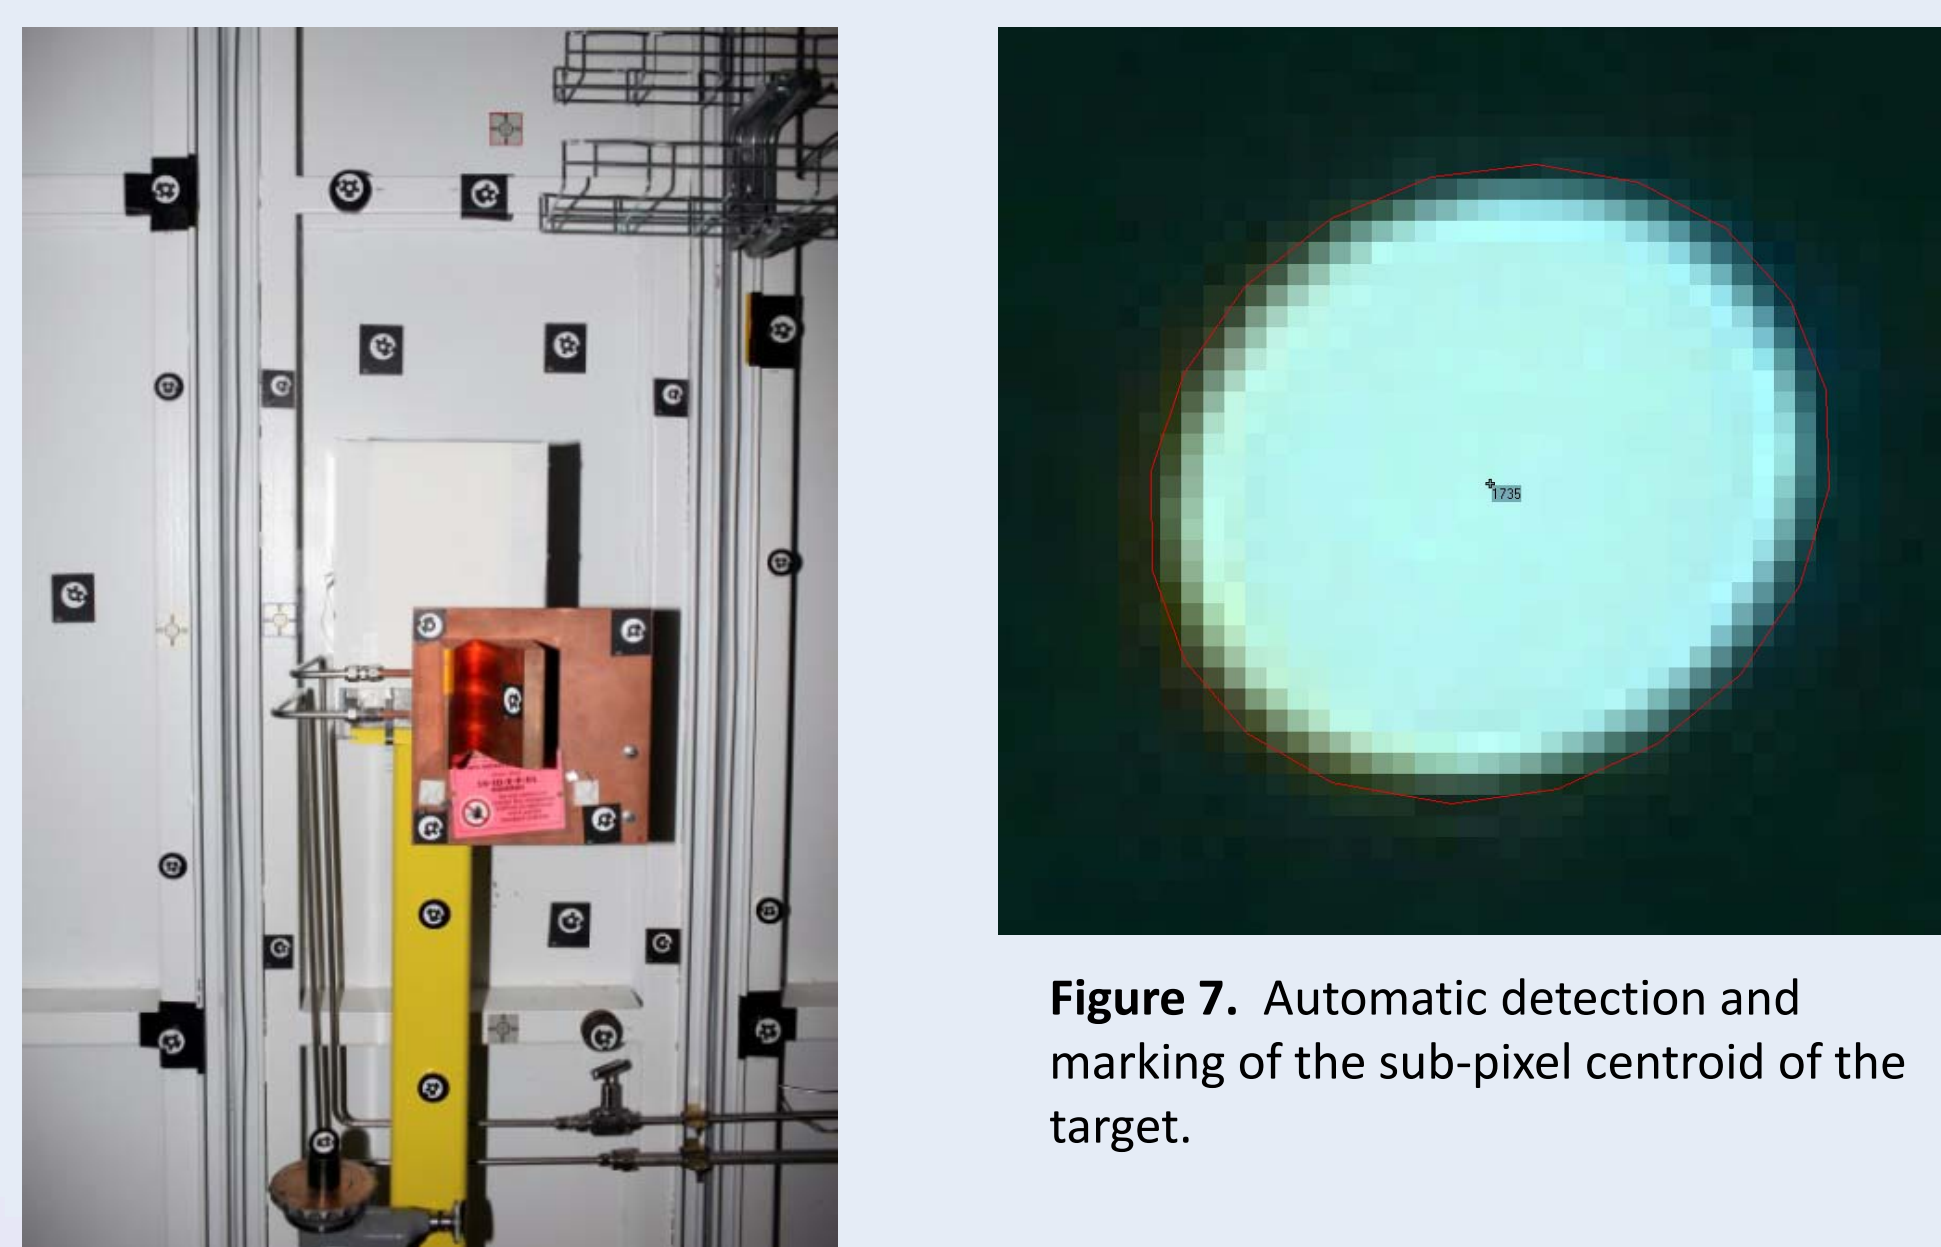 1735
Figure 7. Automatic detection and
marking of the sub-pixel centroid of the
target.